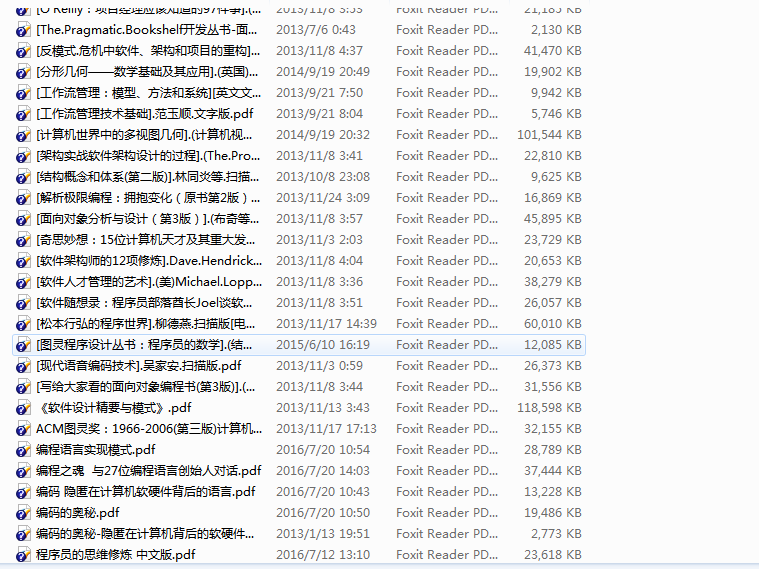 [O'Reilly：项目经理应该知道的97件事].(... 2013/11/8 3:53 Foxit Reader PD... 21,183 KB
[The.Pragmatic.Bookshelf开发丛书-面... 2013/7/6 0:43 Foxit Reader PD... 2,130 KB
[反模式.危机中软件、架构和项目的重构]... 2013/11/8 4:37 Foxit Reader PD... 41,470 KB
[分形几何——数学基础及其应用].(英国)... 2014/9/19 20:49 Foxit Reader PD... 19,902 KB
[工作流管理：模型、方法和系统][英文文... 2013/9/21 7:50 Foxit Reader PD... 9,942 KB
[工作流管理技术基础].范玉顺.文字版.pdf 2013/9/21 8:04 Foxit Reader PD... 5,746 KB
[计算机世界中的多视图几何].(计算机视... 2014/9/19 20:32 Foxit Reader PD... 101,544 KB
[架构实战软件架构设计的过程].(The.Pro... 2013/11/8 3:41 Foxit Reader PD... 22,810 KB
[结构概念和体系(第二版)].林同炎等.扫描... 2013/10/8 23:08 Foxit Reader PD... 9,625 KB
[解析极限编程：拥抱变化（原书第2版）... 2013/11/24 3:09 Foxit Reader PD... 16,869 KB
[面向对象分析与设计（第3版）].(布奇等... 2013/11/8 3:57 Foxit Reader PD... 45,895 KB
[奇思妙想：15位计算机天才及其重大发... 2013/11/3 2:03 Foxit Reader PD... 23,729 KB
[软件架构师的12项修炼].Dave.Hendrick... 2013/11/8 4:04 Foxit Reader PD... 20,653 KB
[软件人才管理的艺术].(美)Michael.Lopp... 2013/11/8 3:36 Foxit Reader PD... 38,279 KB
[软件随想录：程序员部落酋长Joel谈软... 2013/11/8 3:51 Foxit Reader PD... 26,057 KB
[松本行弘的程序世界].柳德燕.扫描版[电... 2013/11/17 14:39 Foxit Reader PD... 60,010 KB
[图灵程序设计丛书：程序员的数学].(结... 2015/6/10 16:19 Foxit Reader PD... 12,085 KB
[现代语音编码技术].吴家安.扫描版.pdf 2013/11/3 0:59 Foxit Reader PD... 26,373 KB
[写给大家看的面向对象编程书(第3版)].(... 2013/11/8 3:44 Foxit Reader PD... 31,556 KB
《软件设计精要与模式》.pdf 2013/11/13 3:43 Foxit Reader PD... 118,598 KB
ACM图灵奖：1966-2006(第三版)计算机... 2013/11/17 17:13 Foxit Reader PD... 32,155 KB
编程语言实现模式.pdf 2016/7/20 10:54 Foxit Reader PD... 28,789 KB
编程之魂 与27位编程语言创始人对话.pdf 2016/7/20 14:03 Foxit Reader PD... 37,444 KB
编码 隐匿在计算机软硬件背后的语言.pdf 2016/7/20 10:43 Foxit Reader PD... 13,228 KB
编码的奥秘.pdf 2016/7/20 10:50 Foxit Reader PD... 19,486 KB
编码的奥秘-隐匿在计算机背后的软硬件... 2013/1/13 19:51 Foxit Reader PD... 2,773 KB
程序员的思维修炼 中文版.pdf 2016/7/12 13:10 Foxit Reader PD... 23,618 KB